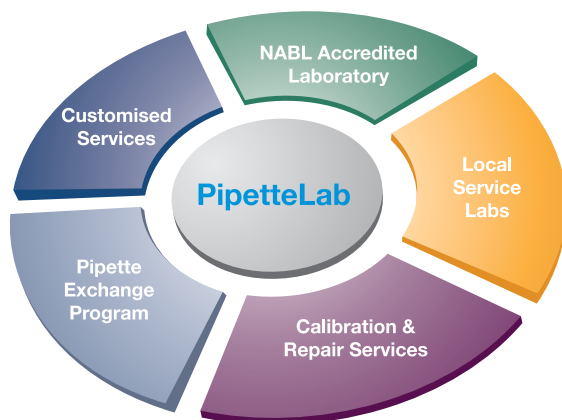 NABL Accredited
Laboratory
Customised
Services
PipetteLab
Local
Service
Labs
Pipette
Exchange
Program
Calibration &
Repair Services